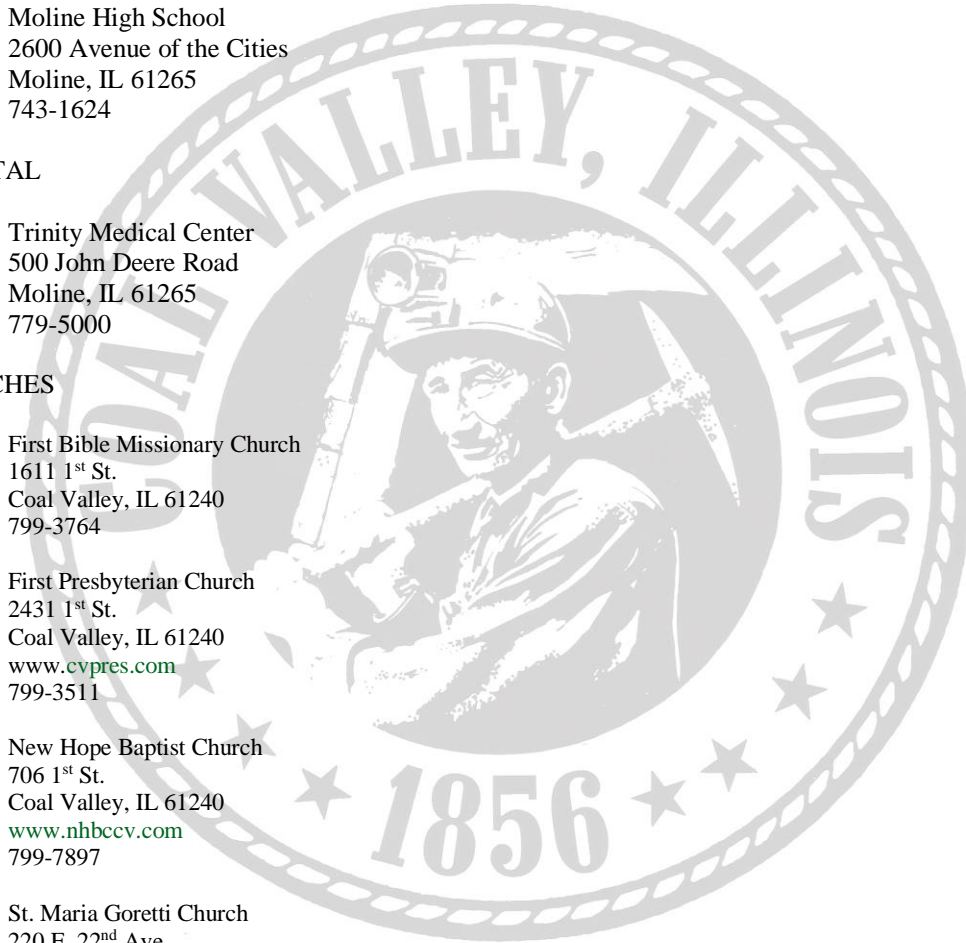 Moline High School
2600 Avenue of the Cities
Moline, IL 61265
743-1624
TAL
Trinity Medical Center
500 John Deere Road
Moline, IL 61265
779-5000
CHES
First Bible Missionary Church
1611 1st St.
Coal Valley, IL 61240
799-3764
First Presbyterian Church
2431 1st St.
Coal Valley, IL 61240
www.cvpres.com
799-3511
New Hope Baptist Church
706 1st St.
Coal Valley, IL 61240
www.nhbccv.com
799-7897
St. Maria Goretti Church
220 E. 22nd Ave
COAL VALLEY, ILLINOIS
1856